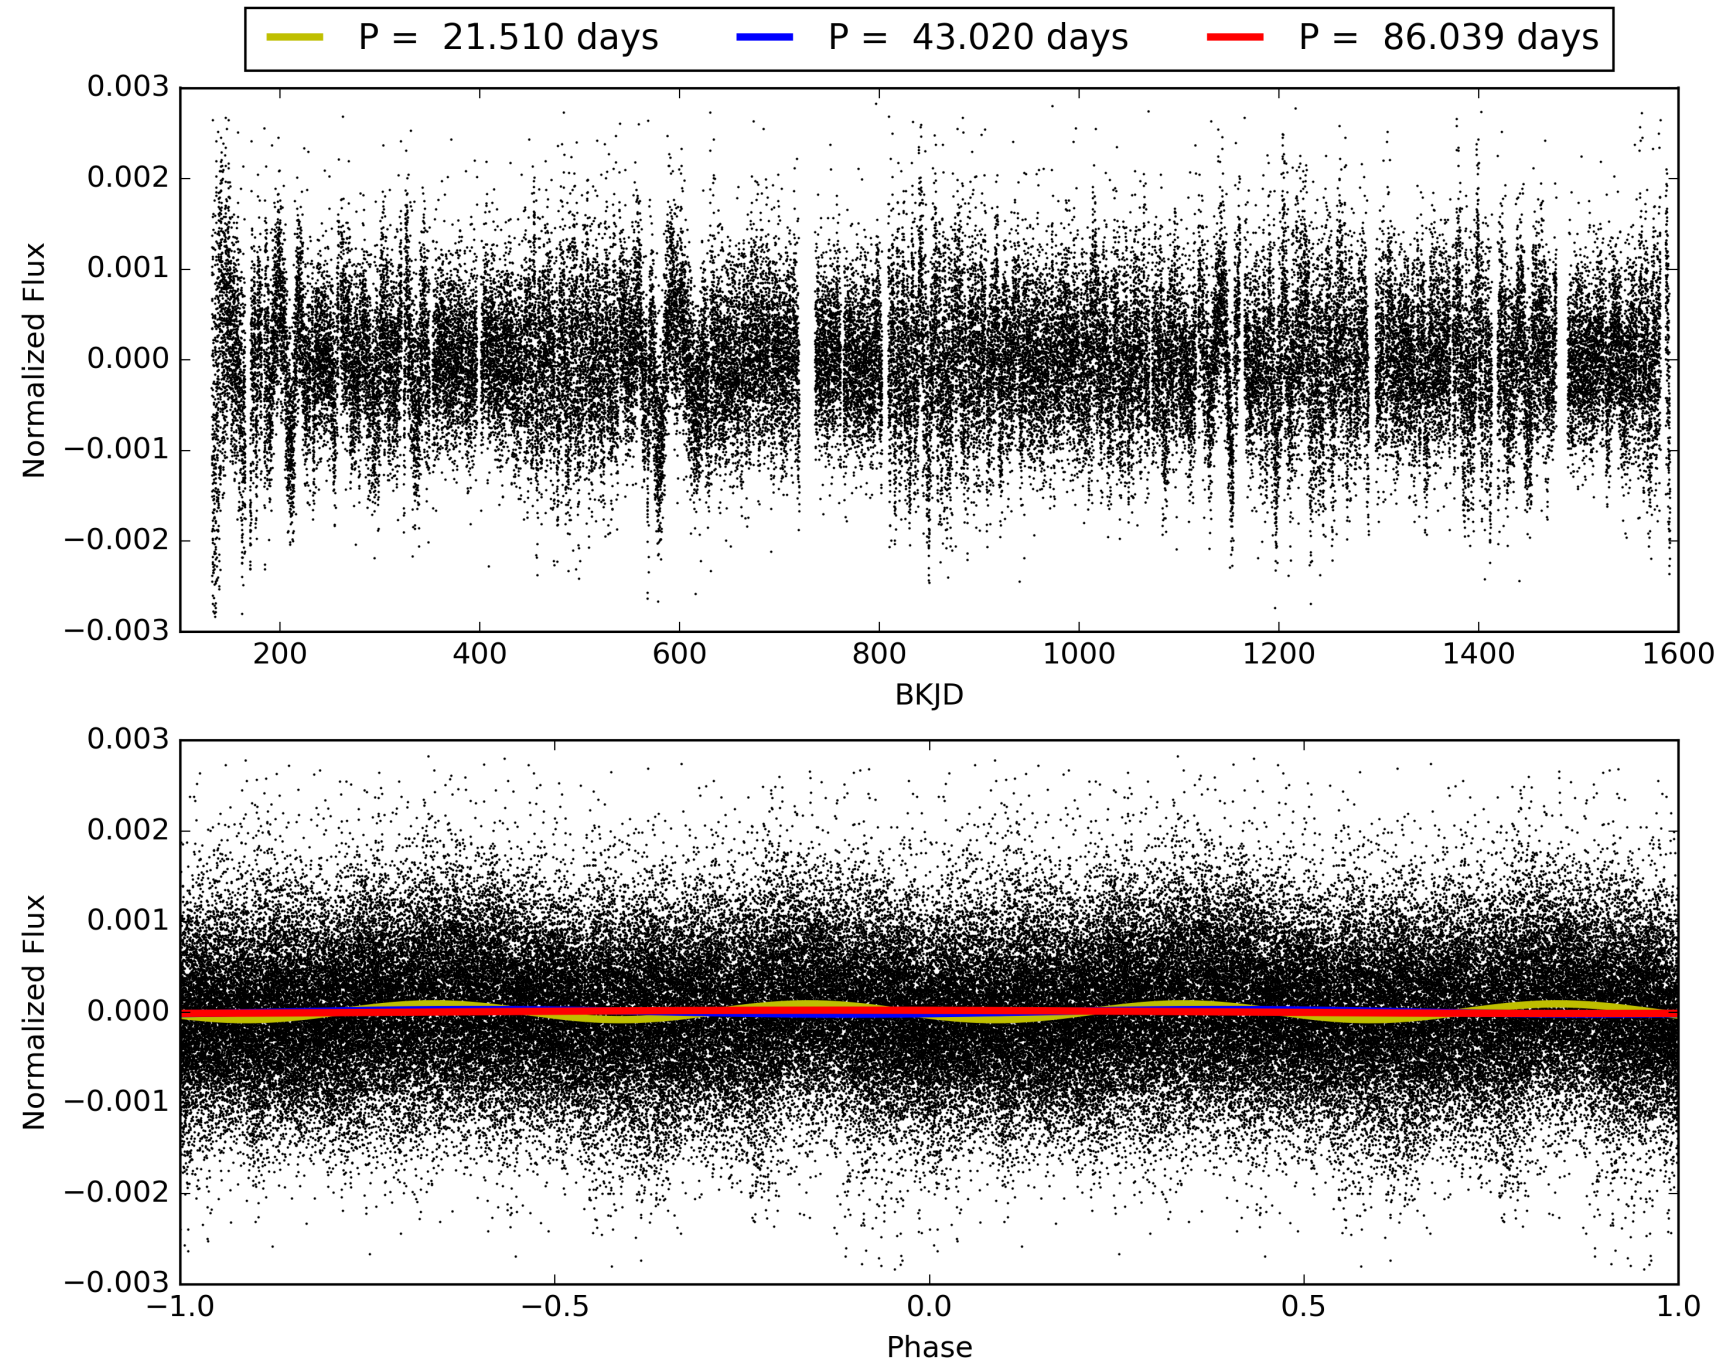 P =  21.510 days P =  43.020 days P =  86.039 days
0.003
0.002
0.001
0.000
−0.001
−0.002
−0.003
Normalized Flux
200 400 600 800 1000 1200 1400 1600
BKJD
0.003
0.002
0.001
0.000
−0.001
−0.002
−0.003
Normalized Flux
−1.0 −0.5 0.0 0.5 1.0
Phase